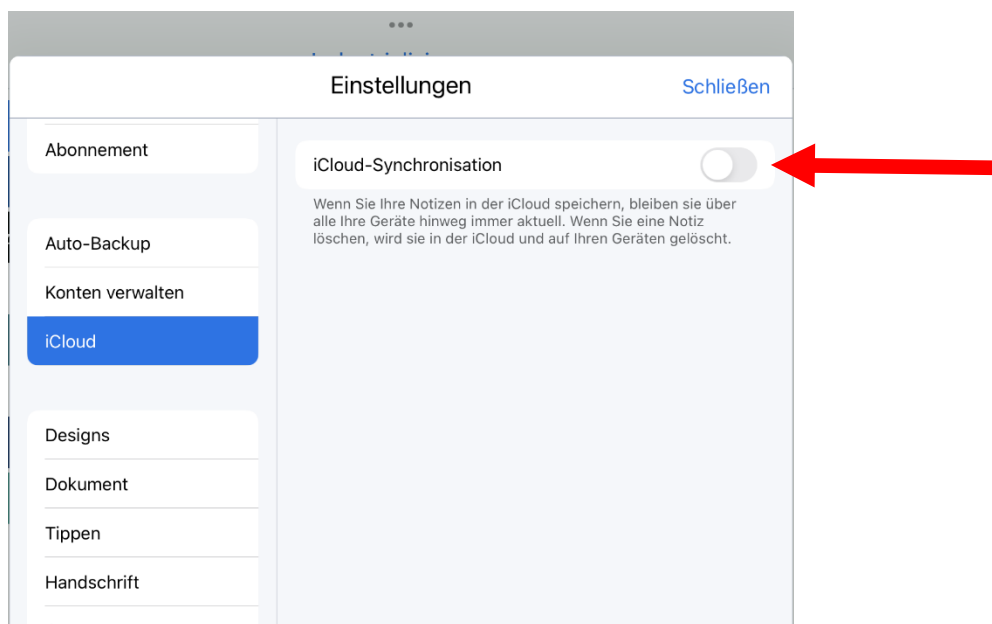 Einstellungen
Schließen
Abonnement
Auto-Backup
Konten verwalten
iCloud
Designs
Dokument
Tippen
Handschrift
iCloud-Synchronisation
Wenn Sie Ihre Notizen in der iCloud speichern, bleiben sie über
alle Ihre Geräte hinweg immer aktuell. Wenn Sie eine Notiz
löschen, wird sie in der iCloud und auf Ihren Geräten gelöscht.